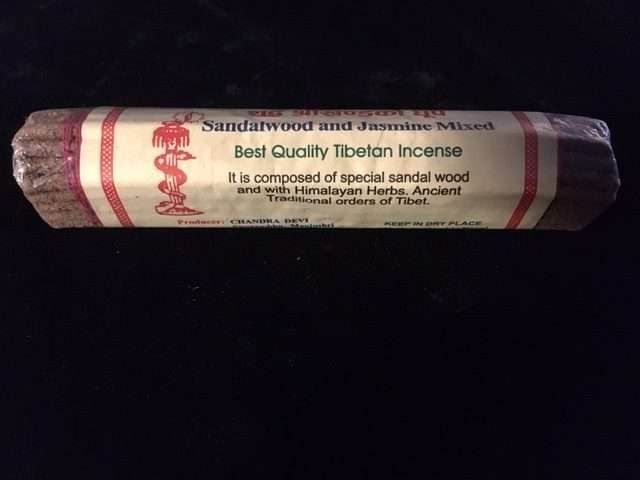 Sandalwood and Jasmine Mixed
Best Quality Tibetan Incense
It is composed of special sandal wood
and with Himalayan Herbs. Ancient
Traditional orders of Tibet.
Producer: CHANDRA DEVI
KEEP IN DRY PLACE